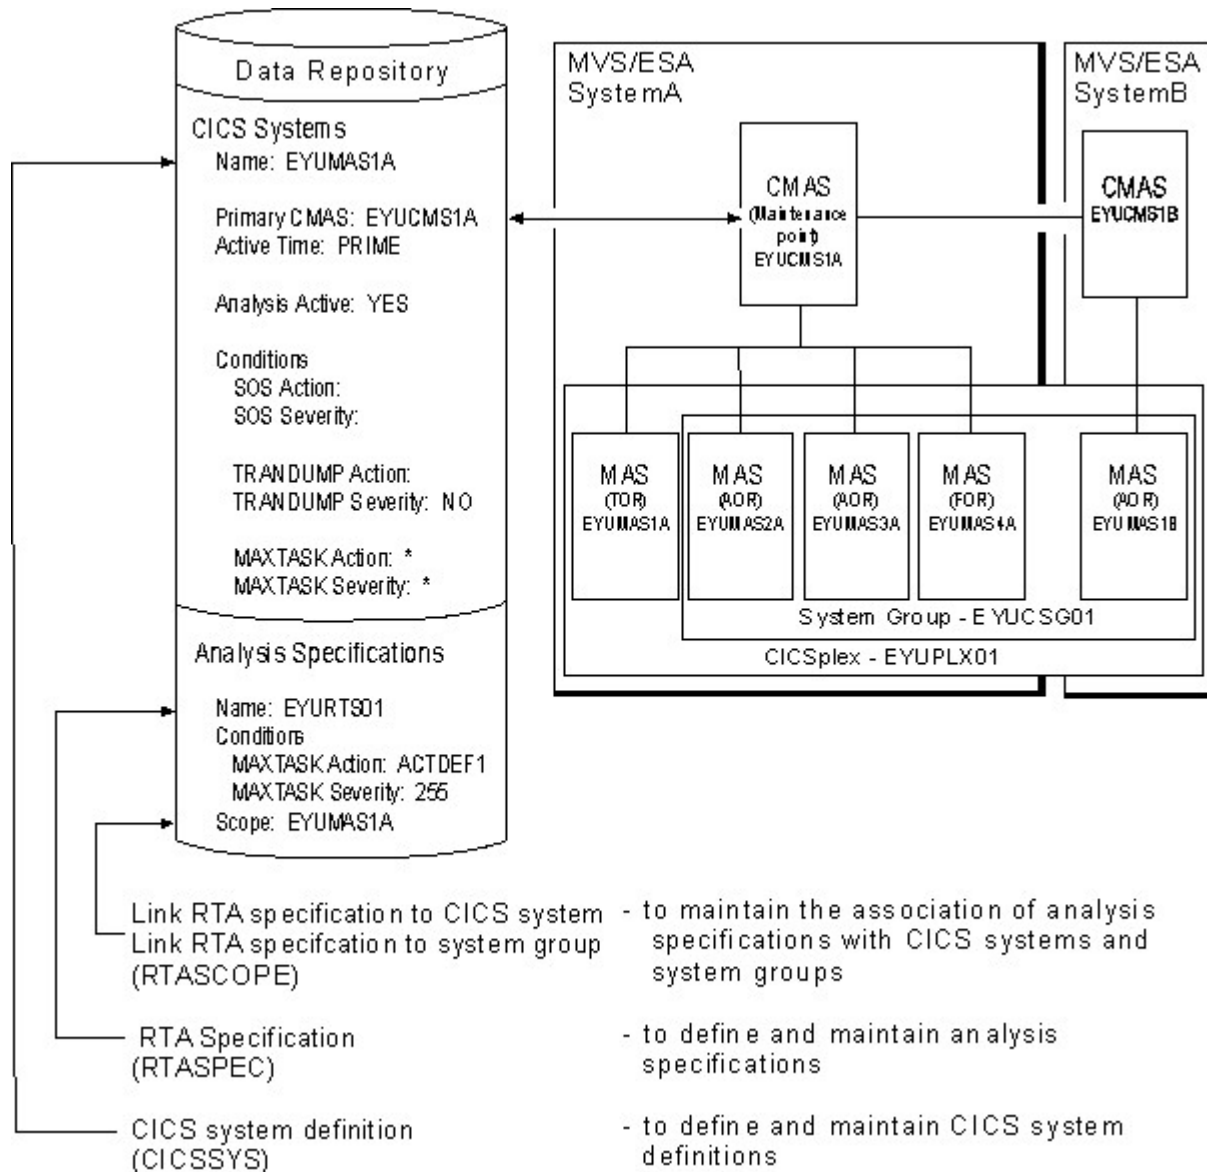 Data Repository
CICS Systems
Name: EYUMAS1A
Primary CMAS: EYUCMS1A
Active Time: PRIME
Analysis Active: YES
Conditions
SOS Action:
SOS Severity:
TRANDUMP Action:
TRANDUMP Severity: NO
MAXTASK Action: *
MAXTASK Severity: *
Analysis Specifications
Name: EYURTS01
Conditions
MAXTASK Action: ACTDEF1
MAXTASK Severity: 255
Scope: EYUMAS1A
MVS/ESA
SystemA
CMAS
(Maintenance
point)
EYUCMS1A
MVS/ESA
SystemB
CMAS
EYUCMS1B
MAS
(TOR)
EYUMAS1A
MAS
(AOR)
EYUMAS2A
MAS
(AOR)
EYUMAS3A
MAS
(FOR)
EYUMAS4A
MAS
(AOR)
EYUMAS1B
System Group - EYUCSG01
CICSplex - EYUPLX01
Link RTA specification to CICS system
Link RTA specifcation to system group
(RTASCOPE)
- to maintain the association of analysis
specifications with CICS systems and
system groups
RTA Specification
(RTASPEC)
- to define and maintain analysis
specifications
CICS system definition
(CICSSYS)
- to define and maintain CICS system
definitions